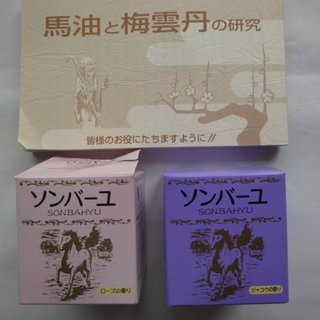 馬油と梅雲丹の研究
皆様のお役にたちますように!!
ソンバーユ
SONBAHYU
ローズの香り
ソンバーユ
SONBAHYU
ジャコウの香り